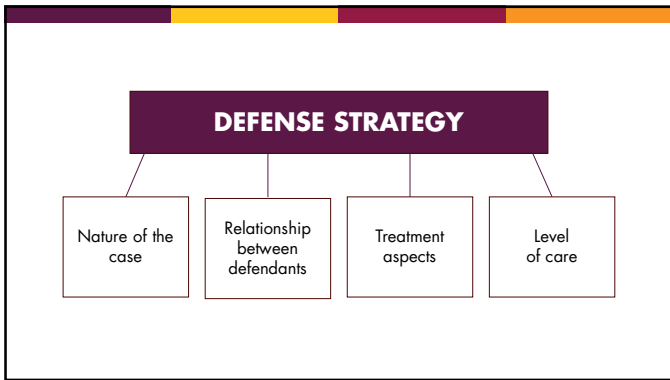 DEFENSE STRATEGY
Nature of the
case
Relationship
between
defendants
Treatment
aspects
Level
of care